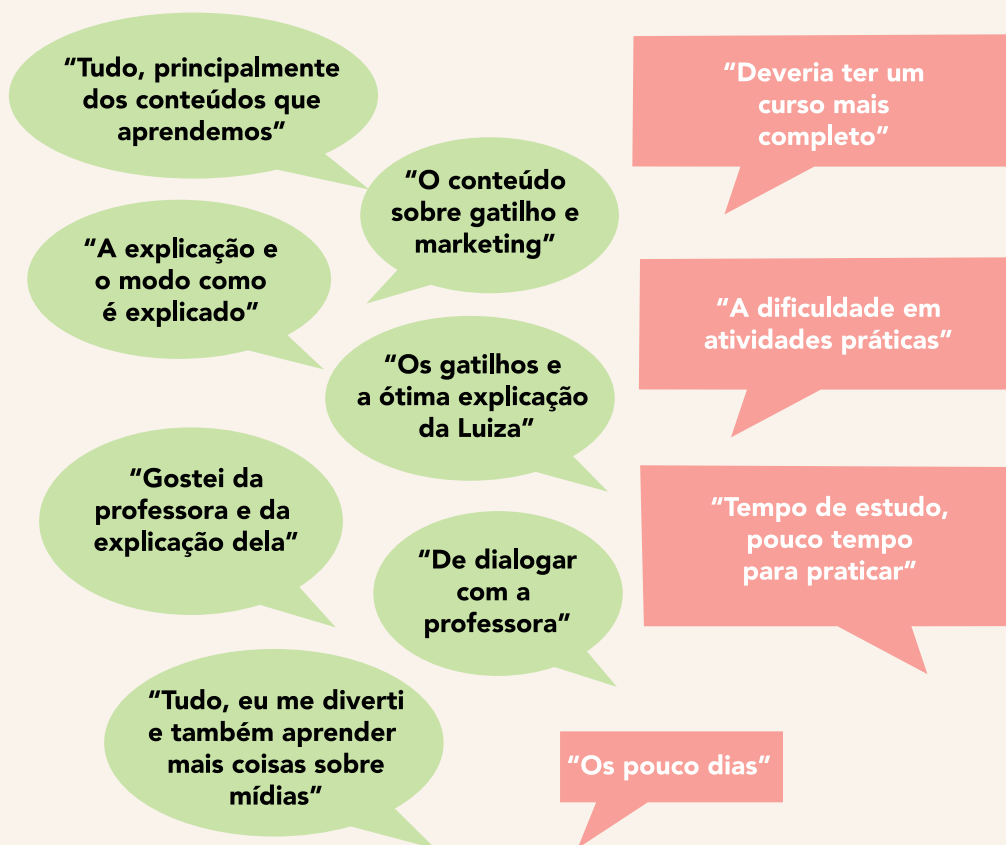 "Tudo, principalmente
dos conteúdos que
aprendemos"
"O conteúdo
sobre gatilho e
marketing"
"A explicação e
o modo como
é explicado"
"Os gatilhos e
a ótima explicação
da Luiza"
"Gostei da
professora e da
explicação dela"
"De dialogar
com a
professora"
"Tudo, eu me diverti
e também aprender
mais coisas sobre
mídias"
"Deveria ter um
curso mais
completo"
"A dificuldade em
atividades práticas"
"Tempo de estudo,
pouco tempo
para praticar"
"Os pouco dias"